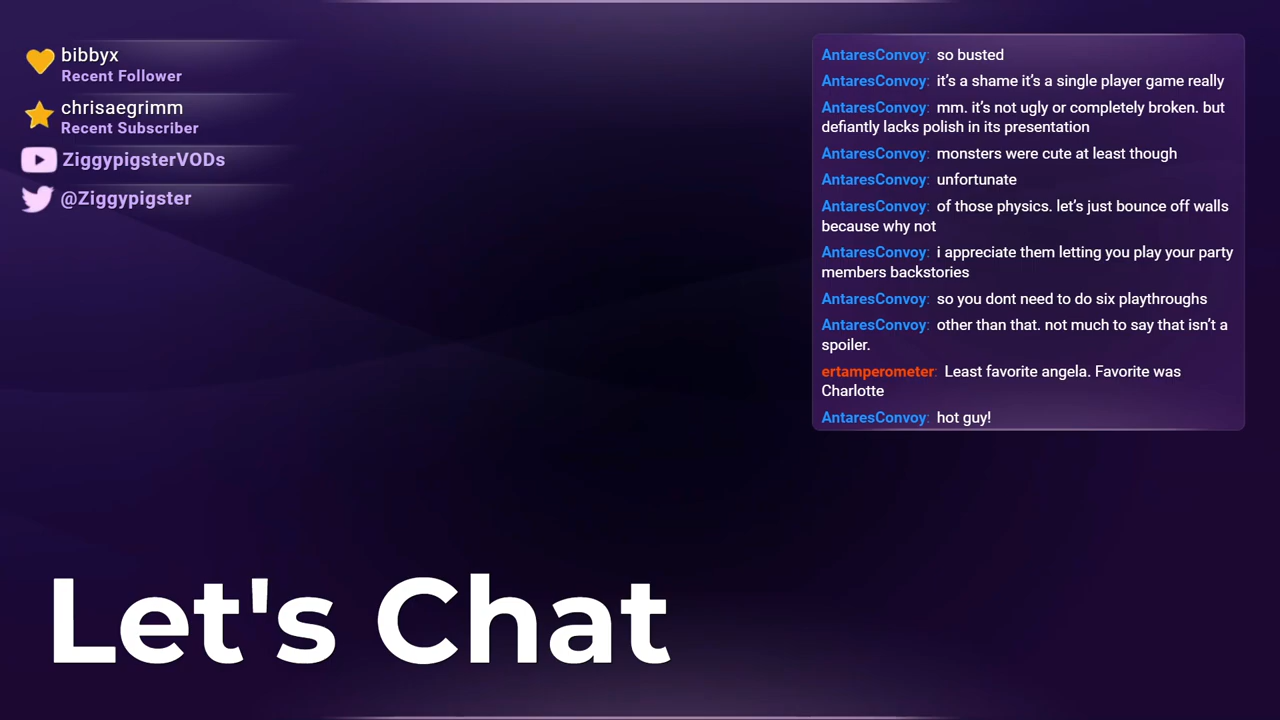 bibbyx
Recent Follower
chrisaegrimm
Recent Subscriber
ZiggypigsterVODs
@Ziggypigster
AntaresConvoy: so busted
AntaresConvoy: it’s a shame it’s a single player game really
AntaresConvoy: mm. it’s not ugly or completely broken. but
defiantly lacks polish in its presentation
AntaresConvoy: monsters were cute at least though
AntaresConvoy: unfortunate
AntaresConvoy: of those physics. let’s just bounce off walls
because why not
AntaresConvoy: i appreciate them letting you play your party
members backstories
AntaresConvoy: so you dont need to do six playthroughs
AntaresConvoy: other than that. not much to say that isn’t a
spoiler.
ertamperometer: Least favorite angela. Favorite was
Charlotte
AntaresConvoy: hot guy!
Let's Chat